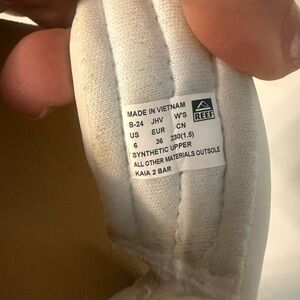 MADE IN VIETNAM
B-24 JHV W'S
US EUR CN
6 36 230(1.5)
SYNTHETIC UPPER
ALL OTHER MATERIALS OUTSOLE
KAIA 2 BAR
REEF